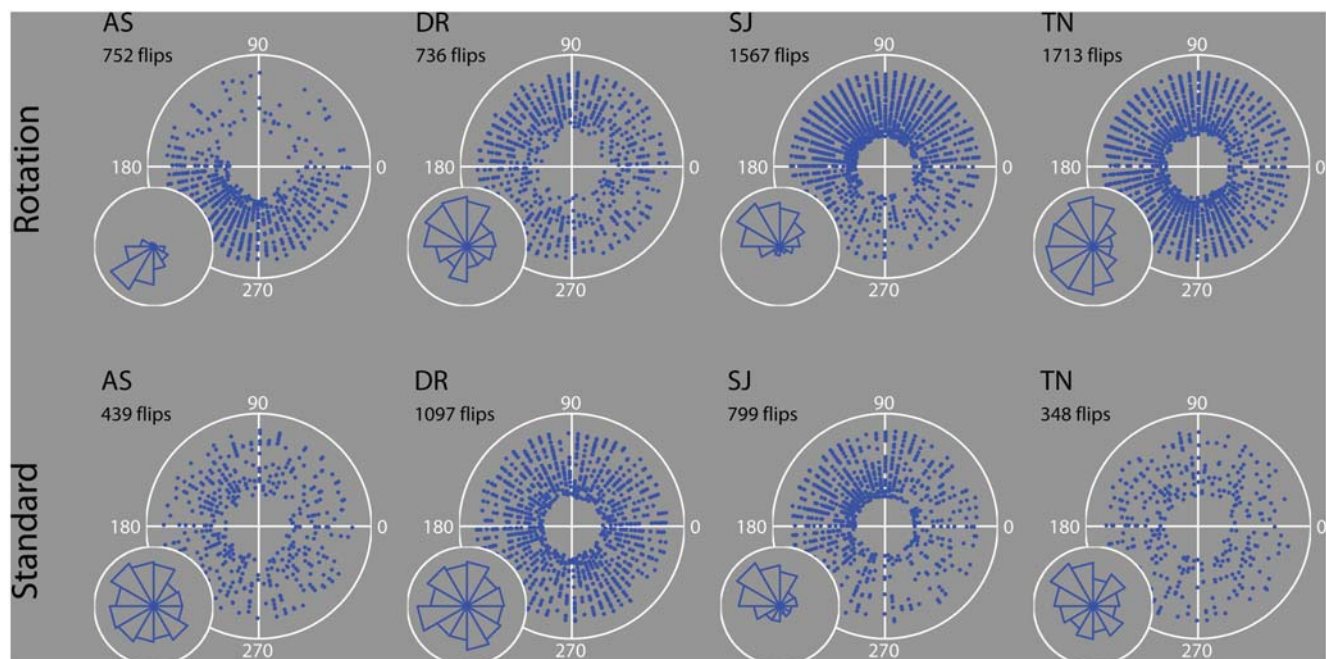 AS
752 flips
90
180
0
270
DR
736 flips
90
180
0
270
SJ
1567 flips
90
180
0
270
TN
1713 flips
90
180
0
270
Rotation
AS
439 flips
90
180
0
270
DR
1097 flips
90
180
0
270
SJ
799 flips
90
180
0
270
TN
348 flips
90
180
0
270
Standard